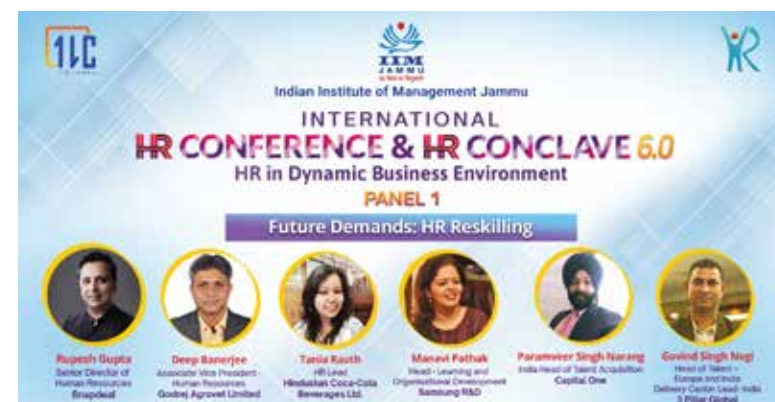 IIC
IIM
JAMMU
Indian Institute of Management Jammu
INTERNATIONAL
HR CONFERENCE & HR CONCLAVE 6.0
HR in Dynamic Business Environment
PANEL 1
Future Demands: HR Reskilling
Rupesh Gupta
Senior Director of
Human Resources
Snapdeal
Deep Banerjee
Associate Vice President -
Human Resources
Godrej Agrovet Limited
Tania Rauth
HR Lead
Hindustan Coca-Cola
Beverages Ltd.
Manavi Pathak
Head - Learning and
Organisational Development
Samsung R&D
Paramveer Singh Narang
India Head of Talent Acquisition
Capital One
Govind Singh Negi
Head of Talent -
Europe and India
Delivery Center Lead- India
3 Pillar Global